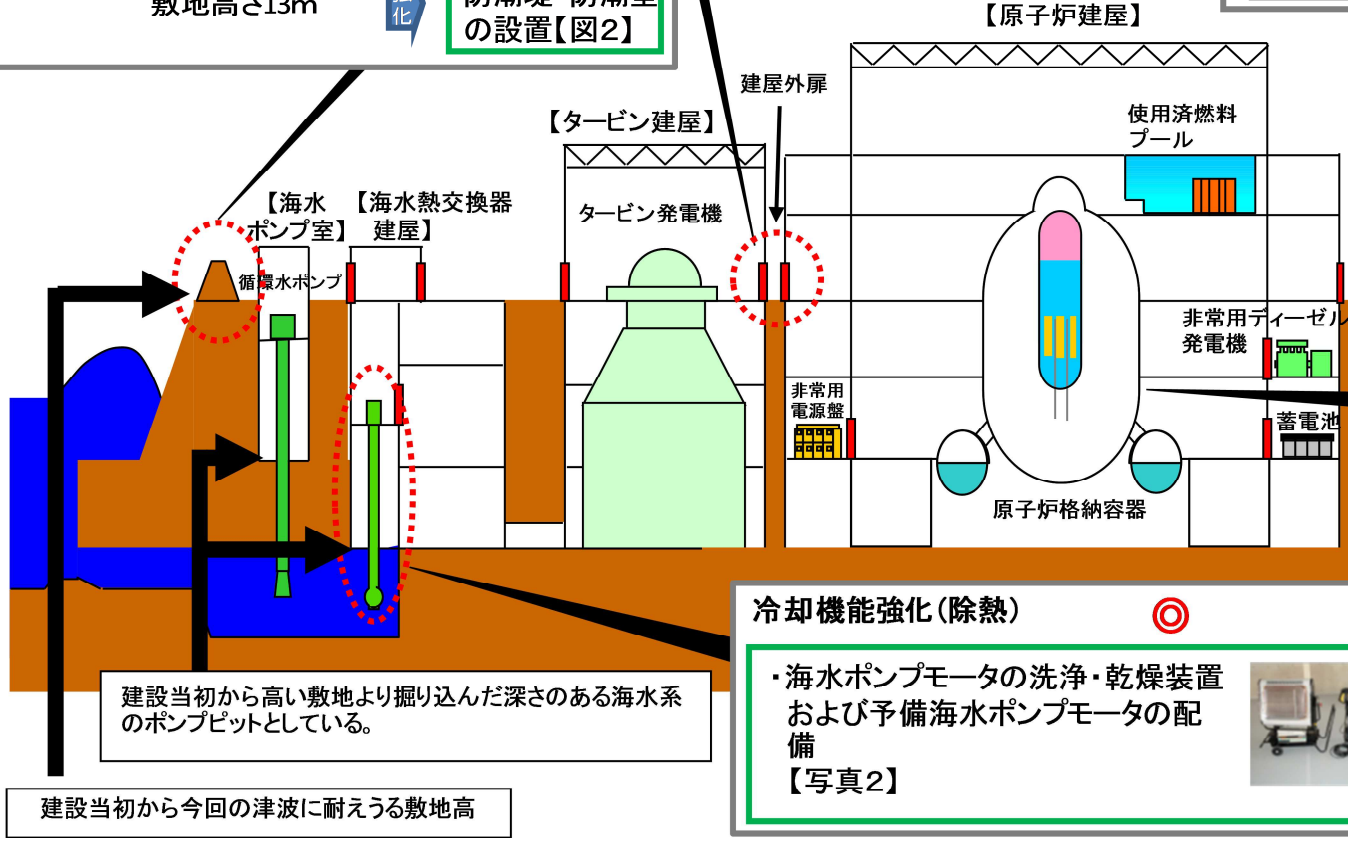 敷地高さ13m
強化
防潮堤・防潮壁
の設置【図2】
【原子炉建屋】
建屋外扉
【タービン建屋】
使用済燃料
プール
【海水
ポンプ室】
【海水熱交換器
建屋】
タービン発電機
循環水ポンプ
非常用ディーゼル
発電機
非常用
電源盤
蓄電池
原子炉格納容器
冷却機能強化(除熱)
◎
・海水ポンプモータの洗浄・乾燥装置
および予備海水ポンプモータの配
備
【写真2】
建設当初から高い敷地より掘り込んだ深さのある海水系
のポンプピットとしている。
建設当初から今回の津波に耐えうる敷地高